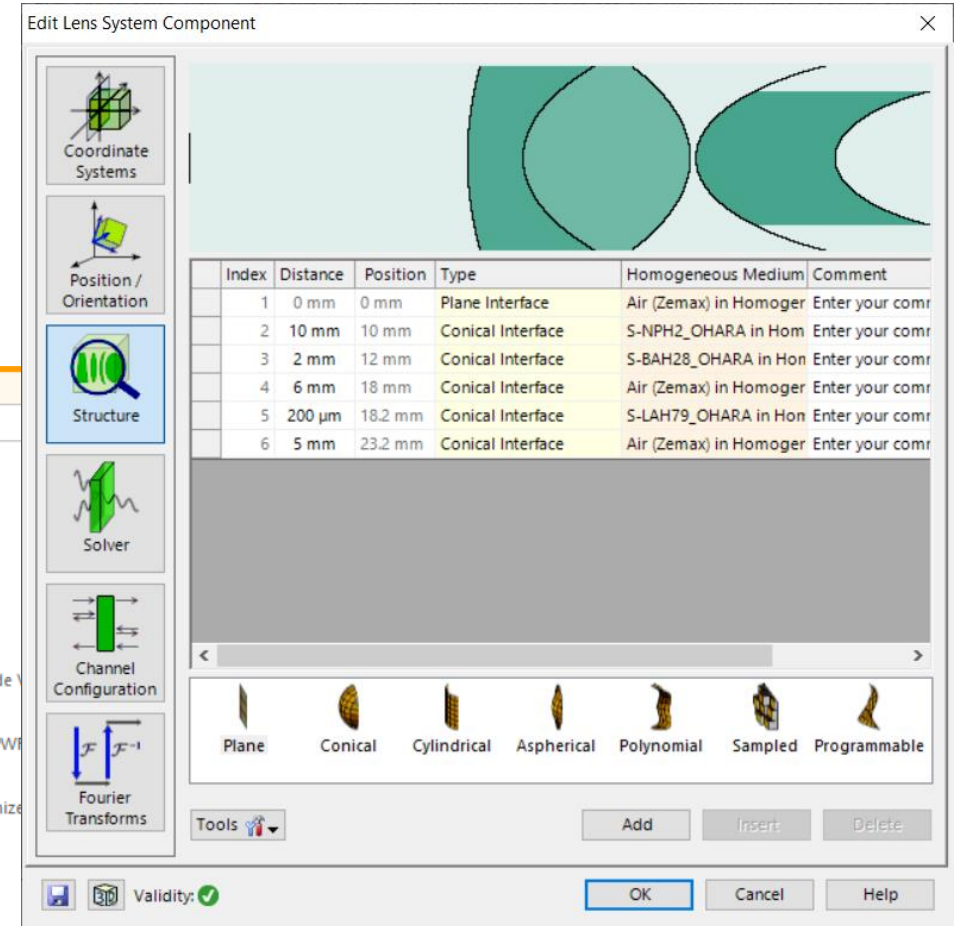 Edit Lens System Component
Coordinate
Systems
Position /
Orientation
Structure
Solver
Channel
Configuration
Fourier
Transforms
Index Distance Position Type Homogeneous Medium Comment
1 0 mm 0 mm Plane Interface Air (Zemax) in Homoger Enter your comr
2 10 mm 10 mm Conical Interface S-NPH2_OHARA in Hom Enter your comr
3 2 mm 12 mm Conical Interface S-BAH28_OHARA in Hon Enter your comr
4 6 mm 18 mm Conical Interface Air (Zemax) in Homoger Enter your comr
5 200 µm 18.2 mm Conical Interface S-LAH79_OHARA in Hon Enter your comr
6 5 mm 23.2 mm Conical Interface Air (Zemax) in Homoger Enter your comr
Plane Conical Cylindrical Aspherical Polynomial Sampled Programmable
Tools Add Insert Delete
3D Validity: OK Cancel Help